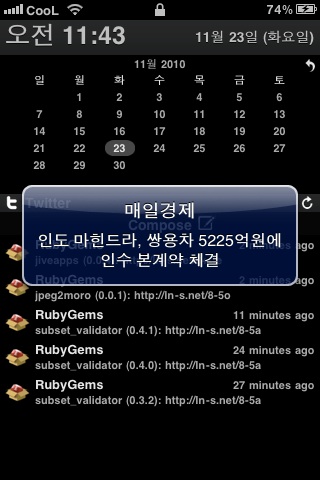 CooL 74%
오전 11:43 11월 23일 (화요일)
11월 2010
일 월 화 수 목 금 토
1 2 3 4 5 6
7 8 9 10 11 12 13
14 15 16 17 18 19 20
21 22 23 24 25 26 27
28 29 30
Twitter
매일경제
Compose
인도 마힌드라, 쌍용차 5225억원에
인수 본계약 체결
RubyGems 2 minutes ago
jiveapps
RubyGems 2 minutes ago
jpeg2moro (0.0.1): http://ln-s.net/8-5o
RubyGems 11 minutes ago
subset_validator (0.4.1): http://ln-s.net/8-5a
RubyGems 24 minutes ago
subset_validator (0.4.0): http://ln-s.net/8-5a
RubyGems 27 minutes ago
subset_validator (0.3.2): http://ln-s.net/8-5a